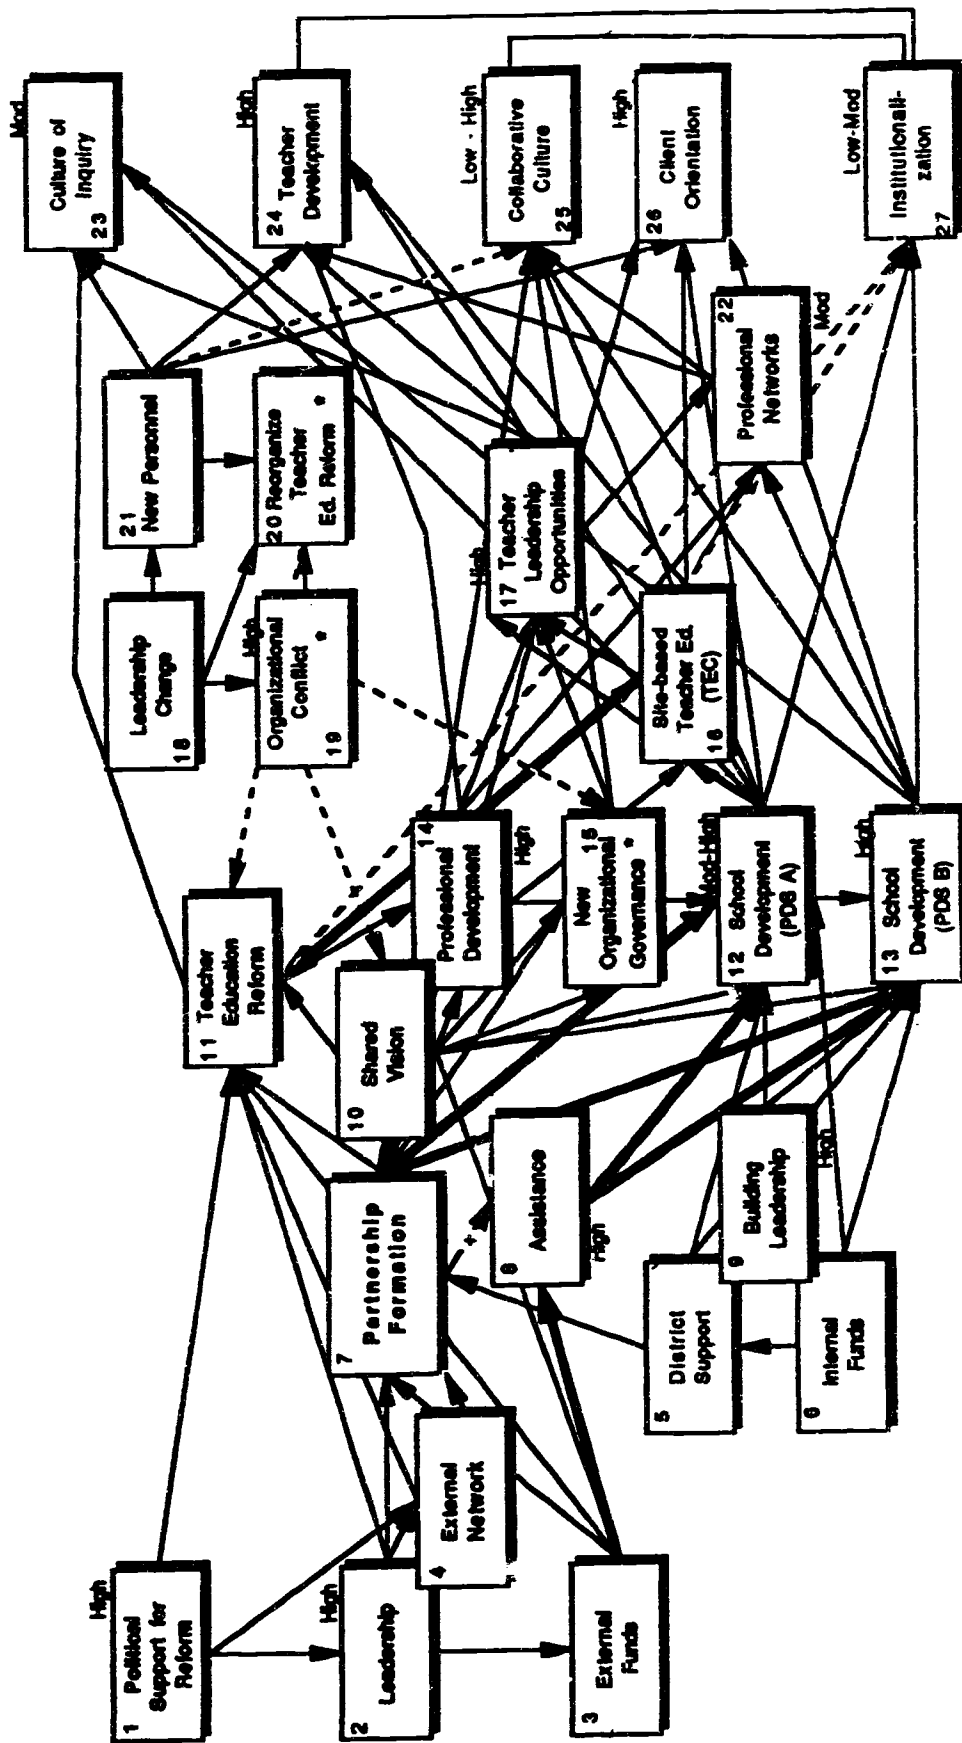 High
1 Political
Support for
Reform
High
2 Leadership
3 External
Funds
4 External
Network
5 District
Support
6 Internal
Funds
7 Partnership
Formation
+
8 Assistance
High
9 Building
Leadership
High
10 Shared
Vision
11 Teacher
Education
Reform
Mod-High
12 School
Development
(PDS A)
High
13 School
Development
(PDS B)
14
Professional
Development
High
15
New
Organizational
Governance *
Site-based
Teacher Ed.
(TEC)
16
High
17 Teacher
Leadership
Opportunities
Leadership
Change
18
High
Organizational
Conflict *
19
20 Reorganize
Teacher
Ed. Reform *
21
New Personnel
22
Professional
Networks
Mod
Mod
Culture of
Inquiry
23
High
24 Teacher
Development
Low - High
Collaborative
Culture
25
High
Client
Orientation
26
Low-Mod
Institutionali-
zation
27